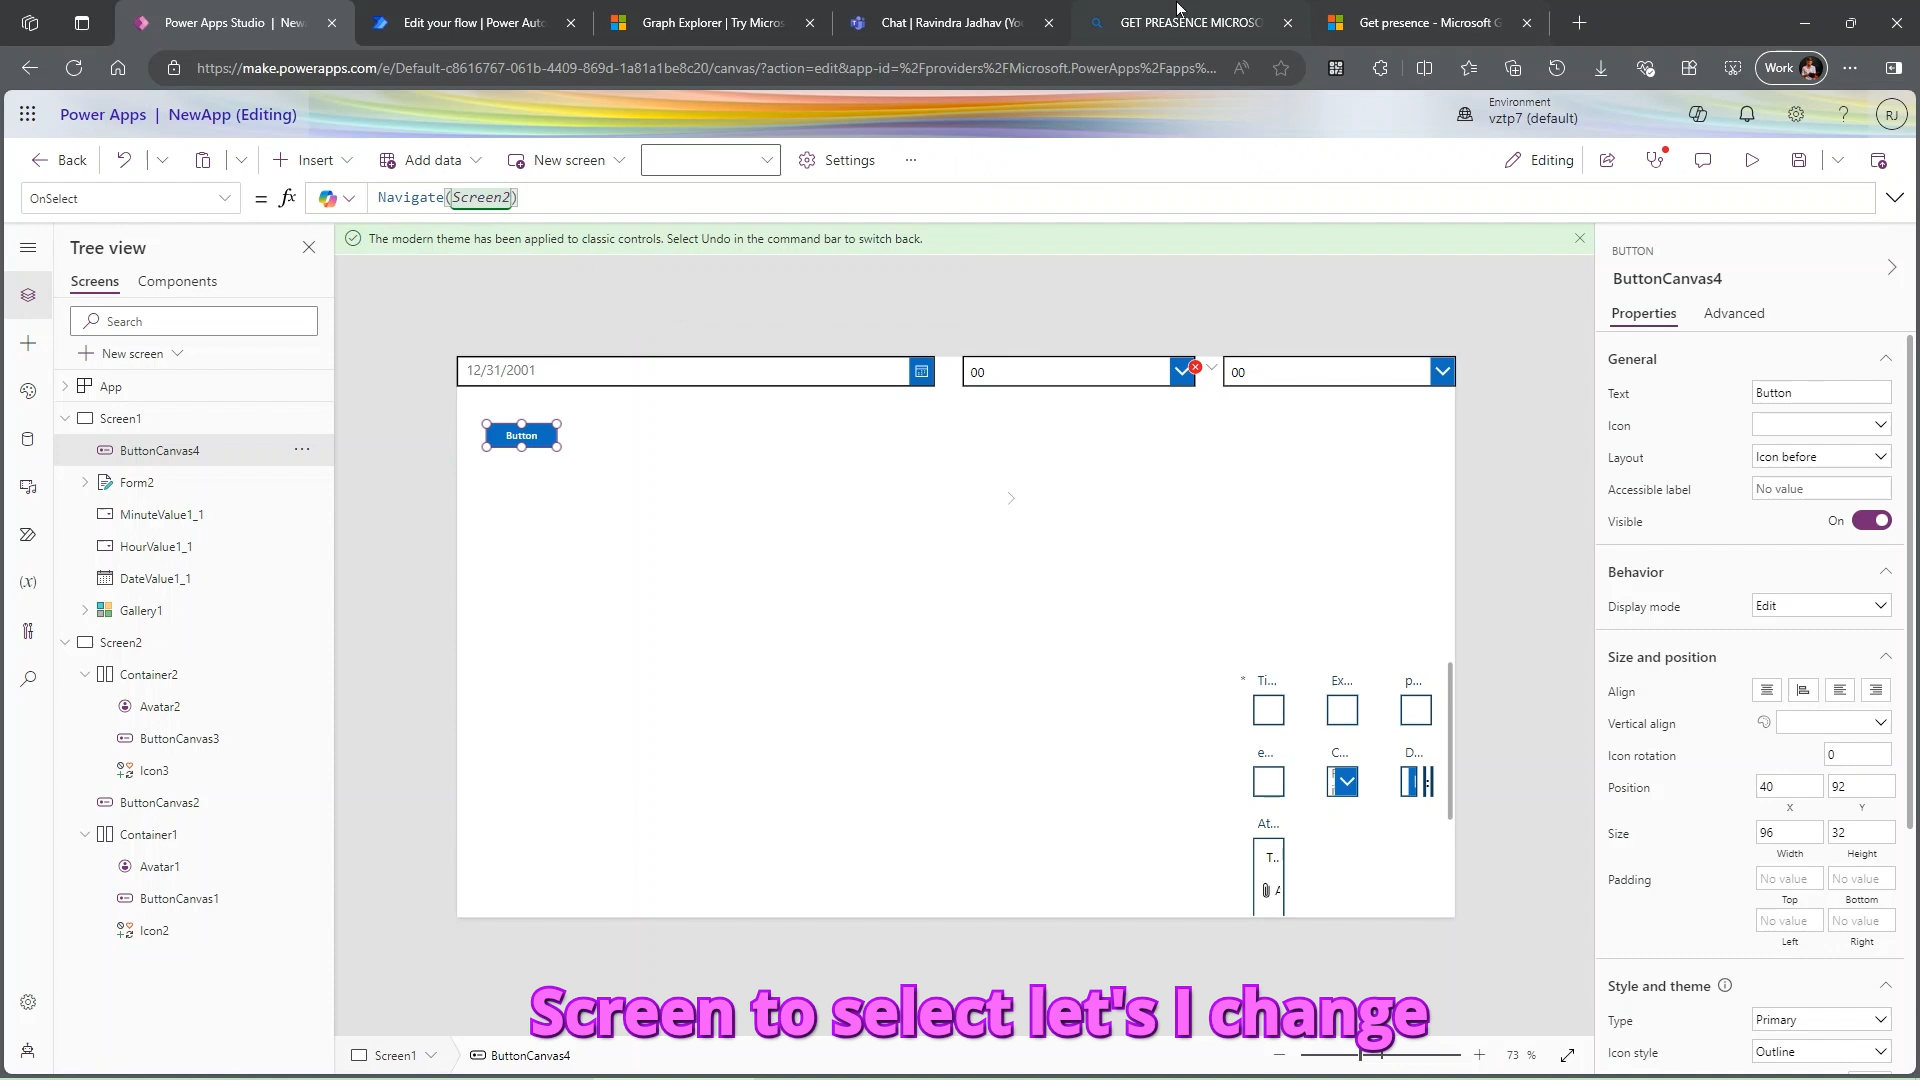 Power Apps Studio | New
Edit your flow | Power Auto
Graph Explorer | Try Micros
Chat | Ravindra Jadhav (You
GET PREASENCE MICROSO
Get presence - Microsoft G
https://make.powerapps.com/e/Default-c8616767-061b-4409-869d-1a81a1be8c20/canvas/?action=edit&app-id=%2Fproviders%2FMicrosoft.PowerApps%2Fapps%...
Work
Power Apps | NewApp (Editing)
Environment
vztp7 (default)
RJ
Back
Insert
Add data
New screen
Settings
Editing
OnSelect
= fx
Navigate(Screen2)
Tree view
The modern theme has been applied to classic controls. Select Undo in the command bar to switch back.
Screens
Components
Search
New screen
App
Screen1
ButtonCanvas4
Form2
MinuteValue1_1
HourValue1_1
DateValue1_1
Gallery1
Screen2
Container2
Avatar2
ButtonCanvas3
Icon3
ButtonCanvas2
Container1
Avatar1
ButtonCanvas1
Icon2
12/31/2001
00
00
Button
* Ti...
Ex...
p...
e...
C...
D...
At...
T..
BUTTON
ButtonCanvas4
Properties
Advanced
General
Text
Button
Icon
Layout
Icon before
Accessible label
No value
Visible
On
Behavior
Display mode
Edit
Size and position
Align
Vertical align
Icon rotation
0
Position
40
92
X
Y
Size
96
32
Width
Height
Padding
No value
No value
Top
Bottom
No value
No value
Left
Right
Style and theme
Type
Primary
Icon style
Outline
Screen to select let's I change
Screen1
ButtonCanvas4
73 %